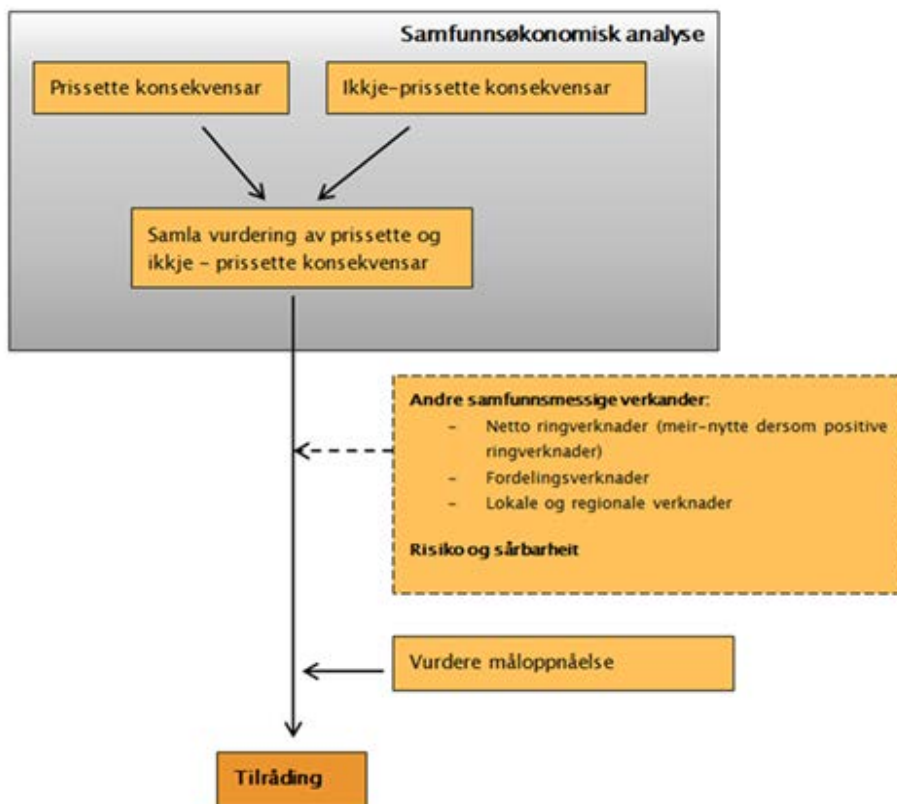 Samfunnsøkonomisk analyse
Prissette konsekvensar
Ikkje-prissette konsekvensar
Samla vurdering av prissette og
ikkje - prissette konsekvensar
Andre samfunnsmessige verkander:
- Netto ringverknader (meir-nytte dersom positive
ringverknader)
- Fordelingsverknader
- Lokale og regionale verknader
Risiko og sårbarheit
Vurdere måloppnåelse
Tilråding